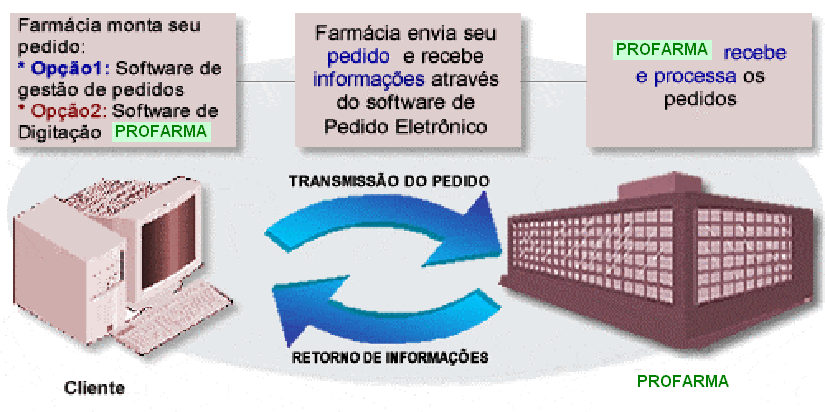 Farmácia monta seu
pedido:
* Opção1: Software de
gestão de pedidos
* Opção2: Software de
Digitação PROFARMA
Farmácia envia seu
pedido e recebe
informações através
do software de
Pedido Eletrônico
PROFARMA recebe
e processa os
pedidos
TRANSMISSÃO DO PEDIDO
RETORNO DE INFORMAÇÕES
Cliente
PROFARMA